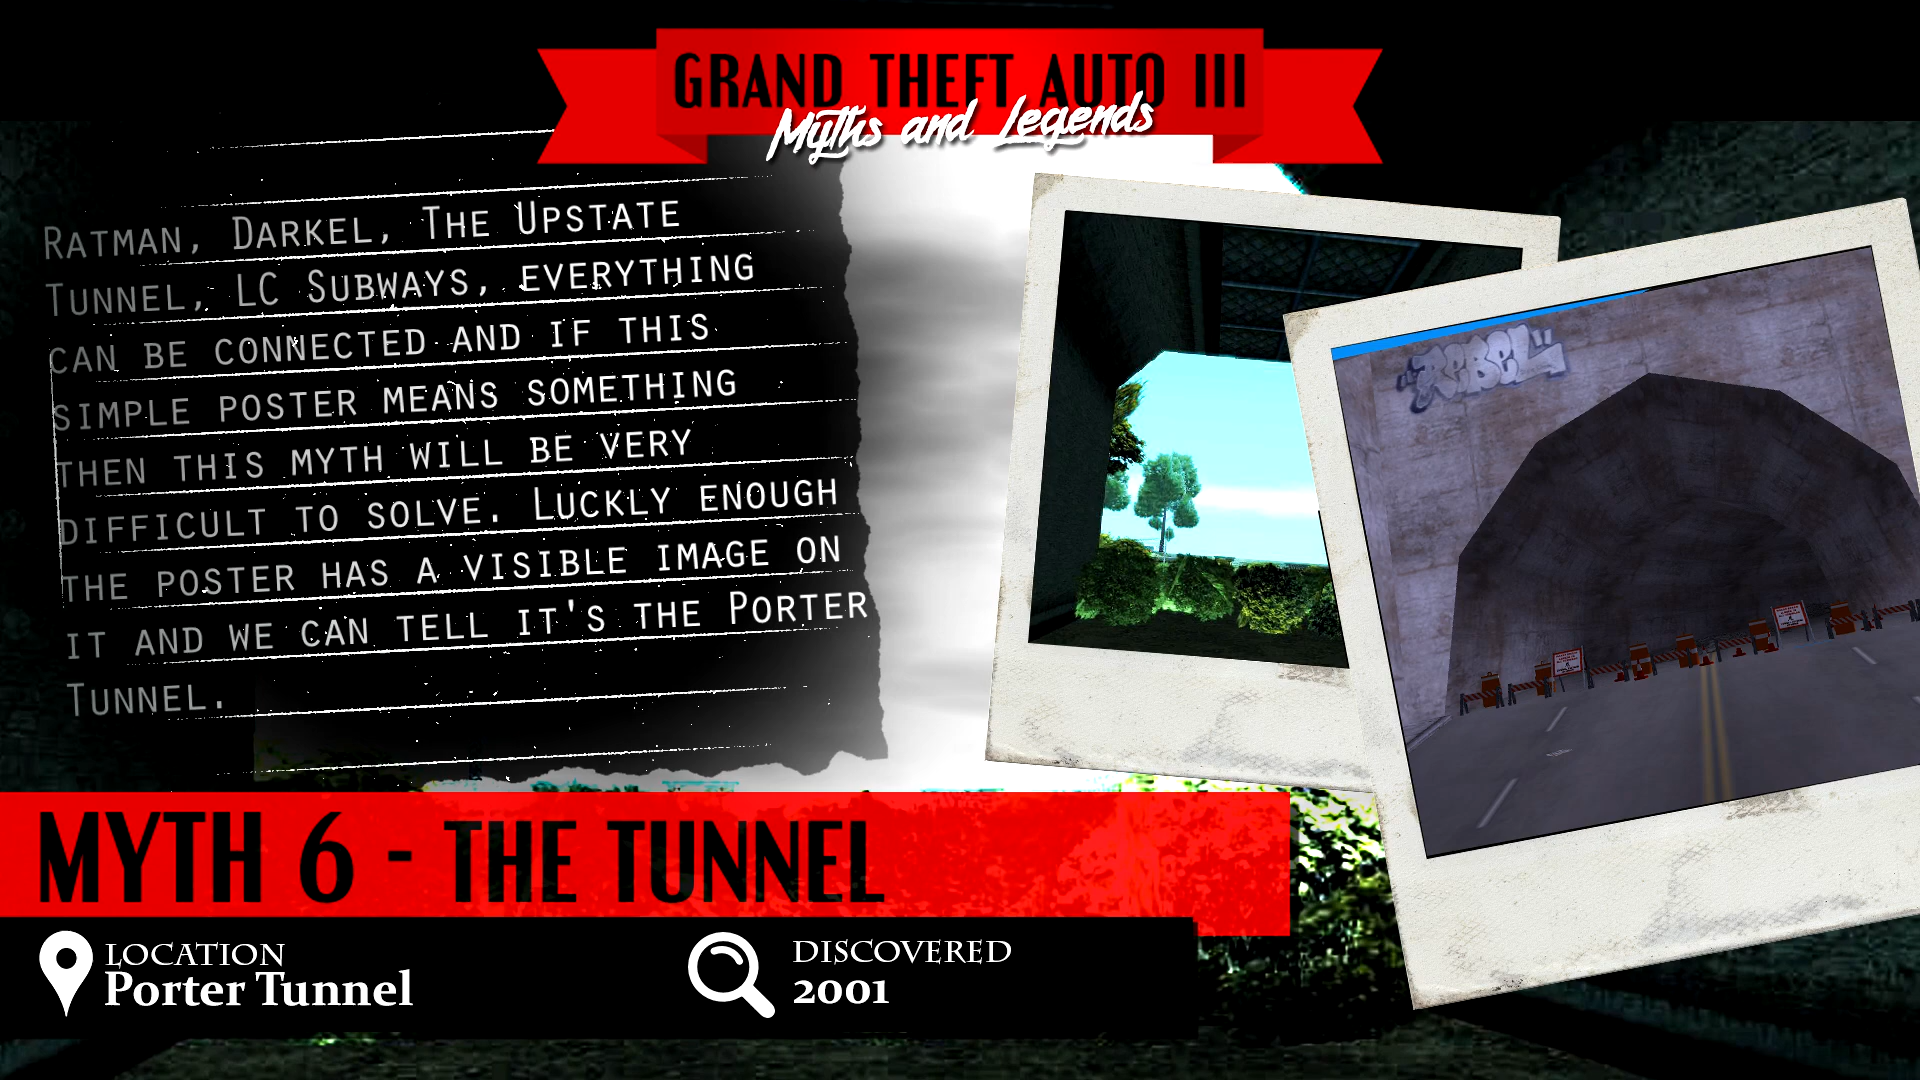 GRAND THEFT AUTO III
Myths and Legends
Ratman, Darkel, The Upstate
Tunnel, LC Subways, everything
can be connected and if this
simple poster means something
then this myth will be very
difficult to solve. Luckly enough
the poster has a visible image on
it and we can tell it's the Porter
Tunnel.
"REBEL"
MYTH 6 - THE TUNNEL
LOCATION
Porter Tunnel
DISCOVERED
2001